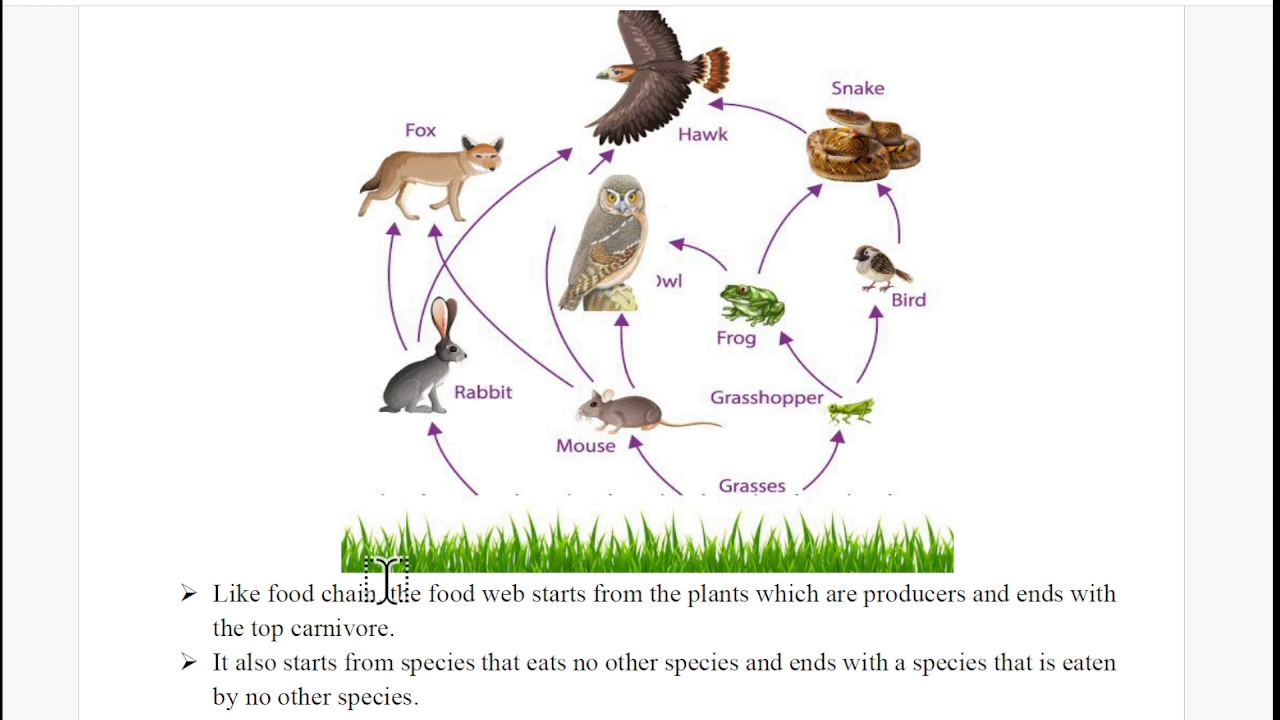 Snake
Fox
Hawk
Owl
Bird
Frog
Rabbit
Grasshopper
Mouse
Grasses
➢ Like food chain, the food web starts from the plants which are producers and ends with
the top carnivore.
➢ It also starts from species that eats no other species and ends with a species that is eaten
by no other species.